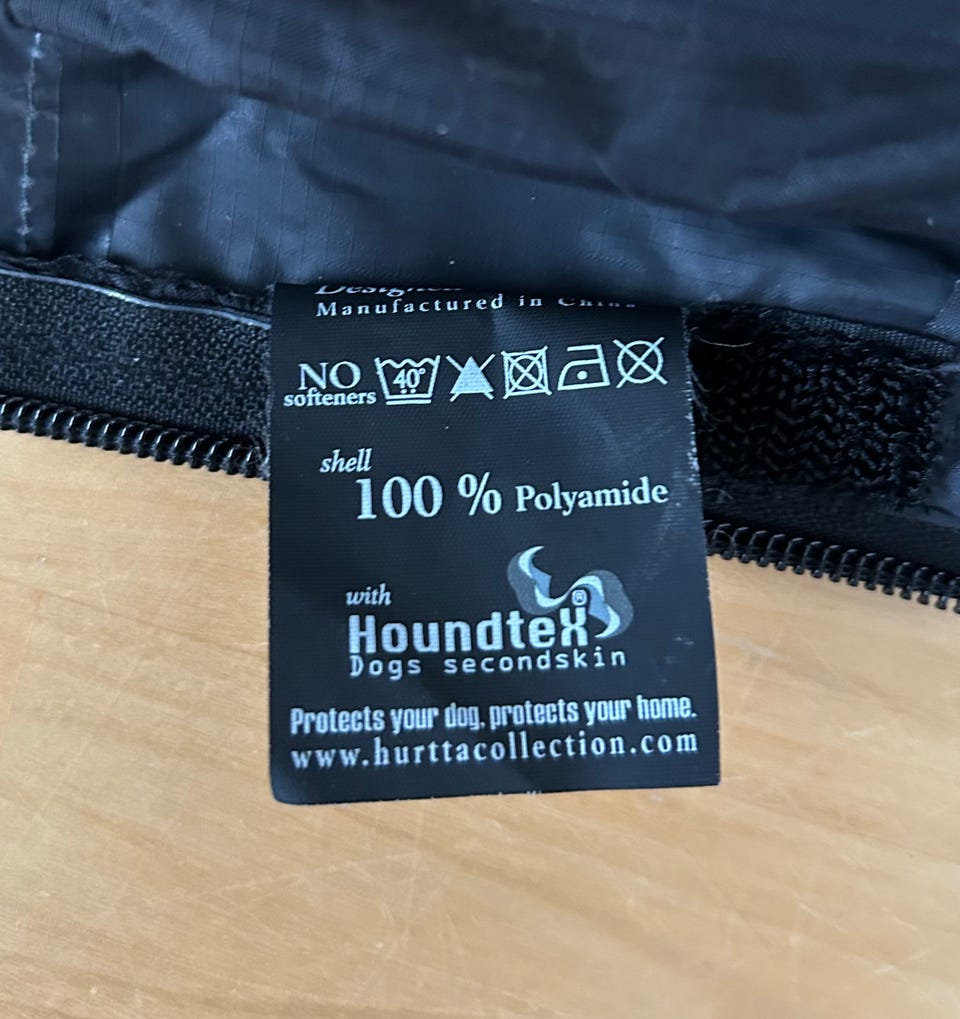 Manufactured in China
NO
softeners
40°
shell
100 % Polyamide
with
Houndtex®
Dogs secondskin
Protects your dog, protects your home.
www.hurttacollection.com